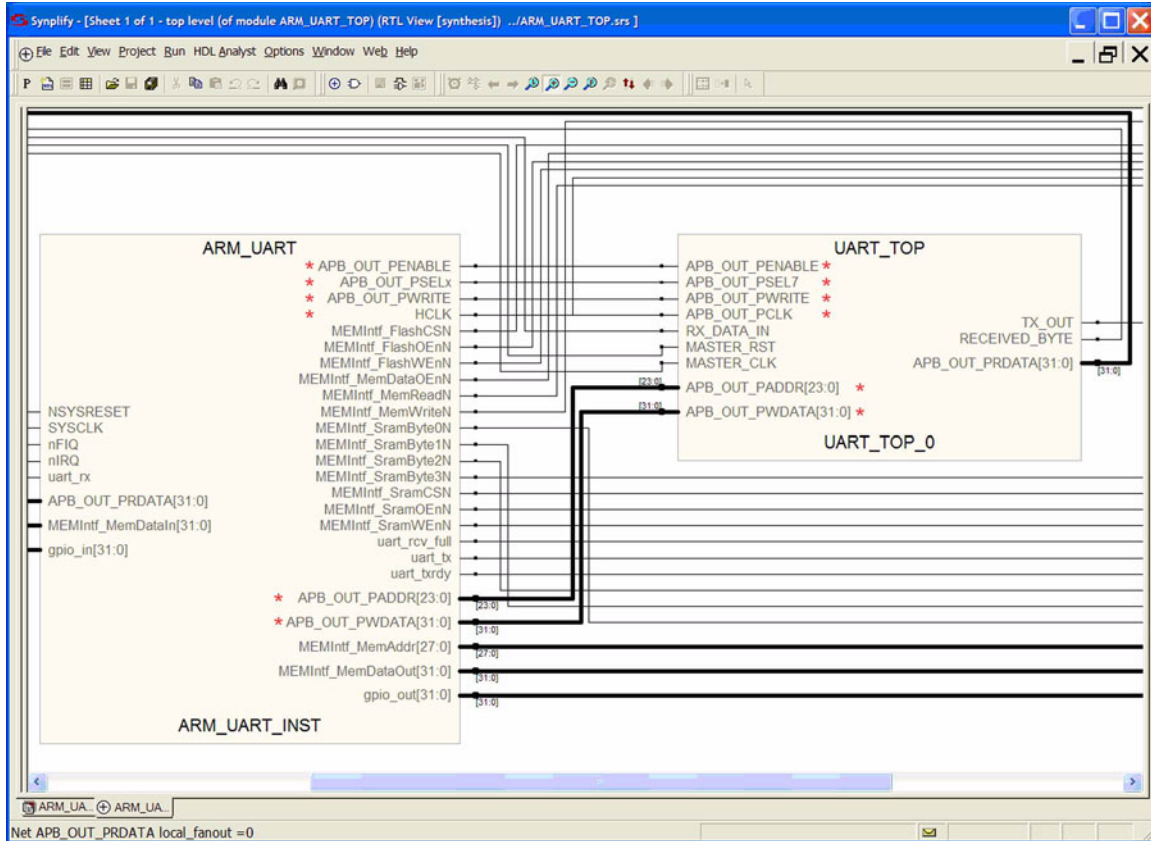 Synplify - [Sheet 1 of 1 - top level (of module ARM_UART_TOP) (RTL View [synthesis]) ../ARM_UART_TOP.srs ]
File Edit View Project Run HDL Analyst Options Window Web Help
P
ARM_UART
* APB_OUT_PENABLE
* APB_OUT_PSELx
* APB_OUT_PWRITE
* HCLK
MEMIntf_FlashCSN
MEMIntf_FlashOEnN
MEMIntf_FlashWEnN
MEMIntf_MemDataOEnN
MEMIntf_MemReadN
MEMIntf_MemWriteN
MEMIntf_SramByte0N
MEMIntf_SramByte1N
MEMIntf_SramByte2N
MEMIntf_SramByte3N
MEMIntf_SramCSN
MEMIntf_SramOEnN
MEMIntf_SramWEnN
uart_rcv_full
uart_tx
uart_txrdy
* APB_OUT_PADDR[23:0]
[23:0]
* APB_OUT_PWDATA[31:0]
[31:0]
MEMIntf_MemAddr[27:0]
[27:0]
MEMIntf_MemDataOut[31:0]
[31:0]
gpio_out[31:0]
[31:0]
NSYSRESET
SYSCLK
nFIQ
nIRQ
uart_rx
APB_OUT_PRDATA[31:0]
MEMIntf_MemDataIn[31:0]
gpio_in[31:0]
ARM_UART_INST
UART_TOP
APB_OUT_PENABLE *
APB_OUT_PSEL7 *
APB_OUT_PWRITE *
APB_OUT_PCLK *
RX_DATA_IN
MASTER_RST
MASTER_CLK
[23:0]
APB_OUT_PADDR[23:0] *
[31:0]
APB_OUT_PWDATA[31:0] *
TX_OUT
RECEIVED_BYTE
APB_OUT_PRDATA[31:0]
[31:0]
UART_TOP_0
ARM_UA...
ARM_UA...
Net APB_OUT_PRDATA local_fanout =0